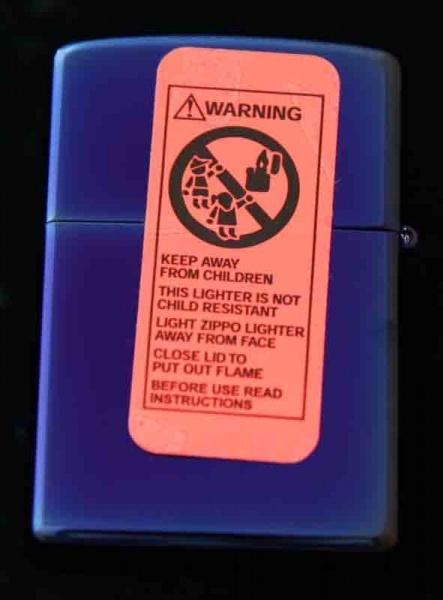 WARNING
KEEP AWAY
FROM CHILDREN
THIS LIGHTER IS NOT
CHILD RESISTANT
LIGHT ZIPPO LIGHTER
AWAY FROM FACE
CLOSE LID TO
PUT OUT FLAME
BEFORE USE READ
INSTRUCTIONS